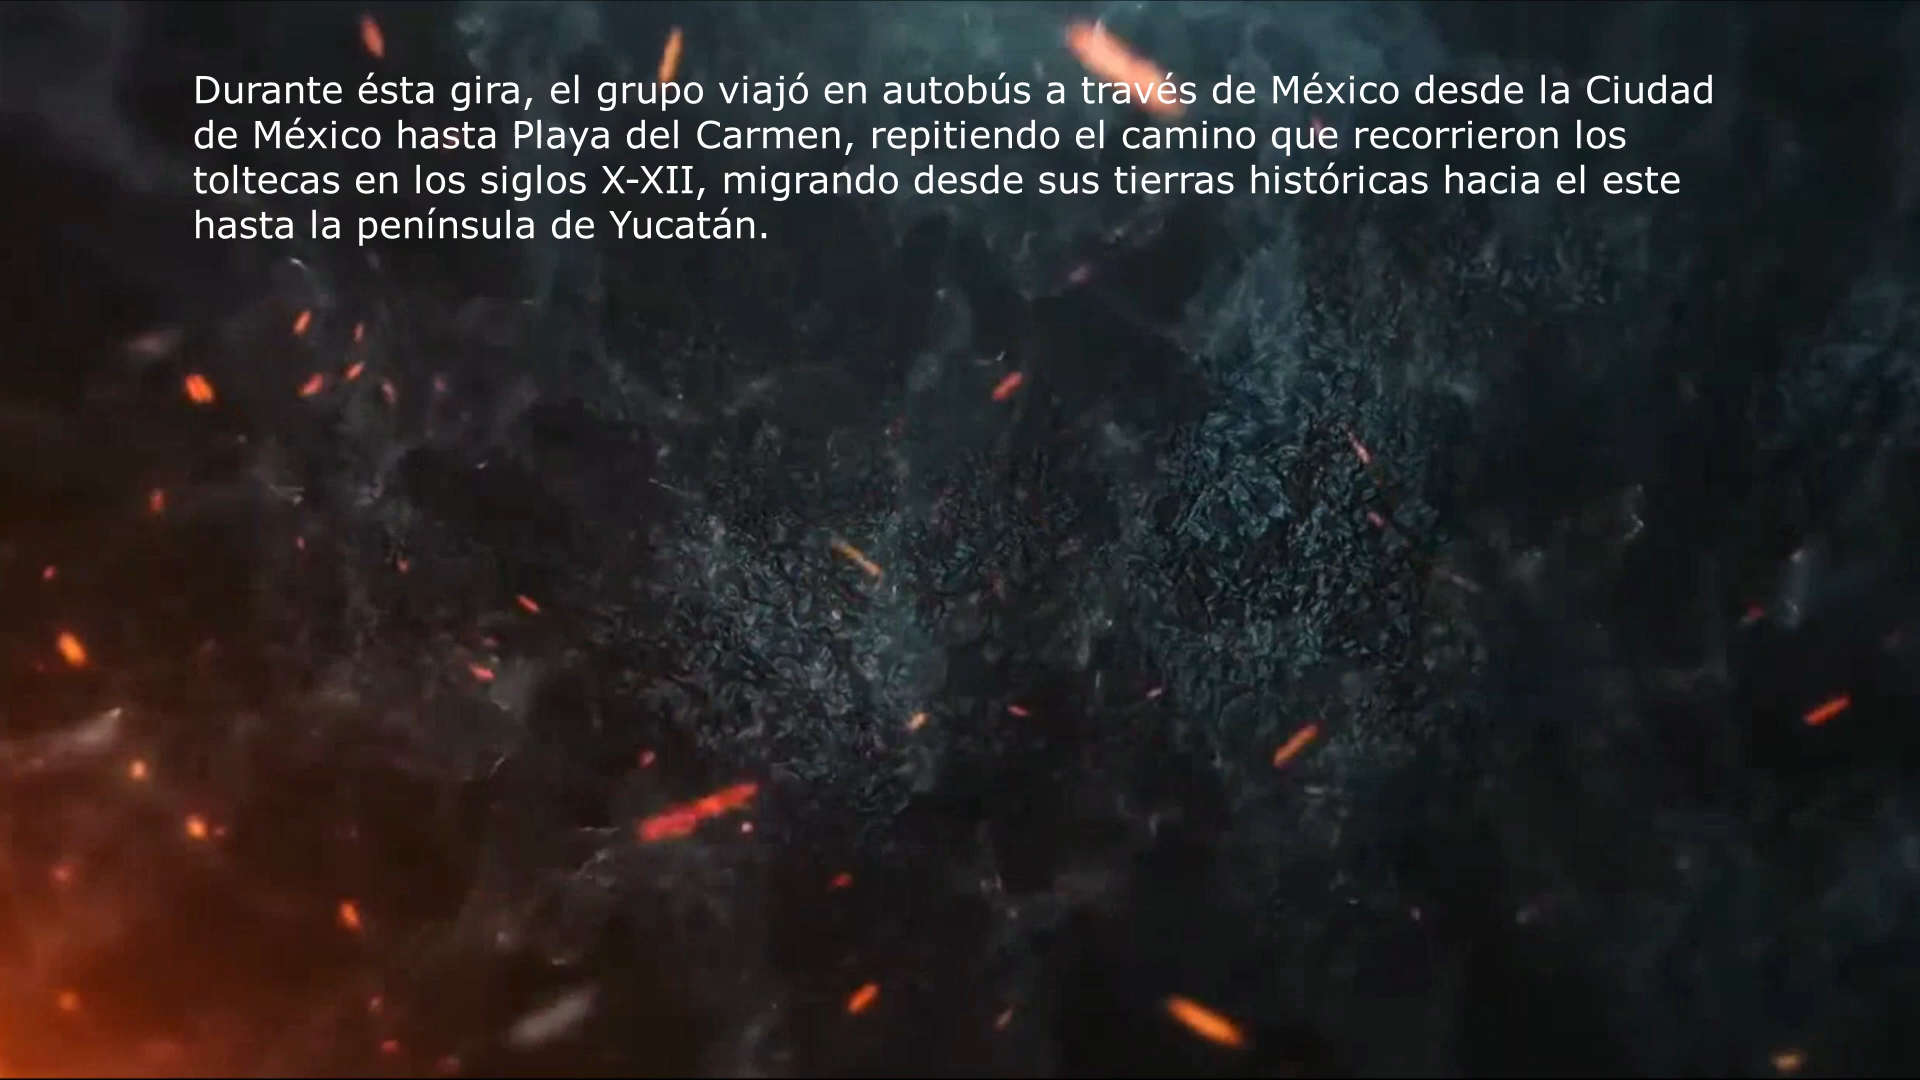 Durante ésta gira, el grupo viajó en autobús a través de México desde la Ciudad
de México hasta Playa del Carmen, repitiendo el camino que recorrieron los
toltecas en los siglos X-XII, migrando desde sus tierras históricas hacia el este
hasta la península de Yucatán.